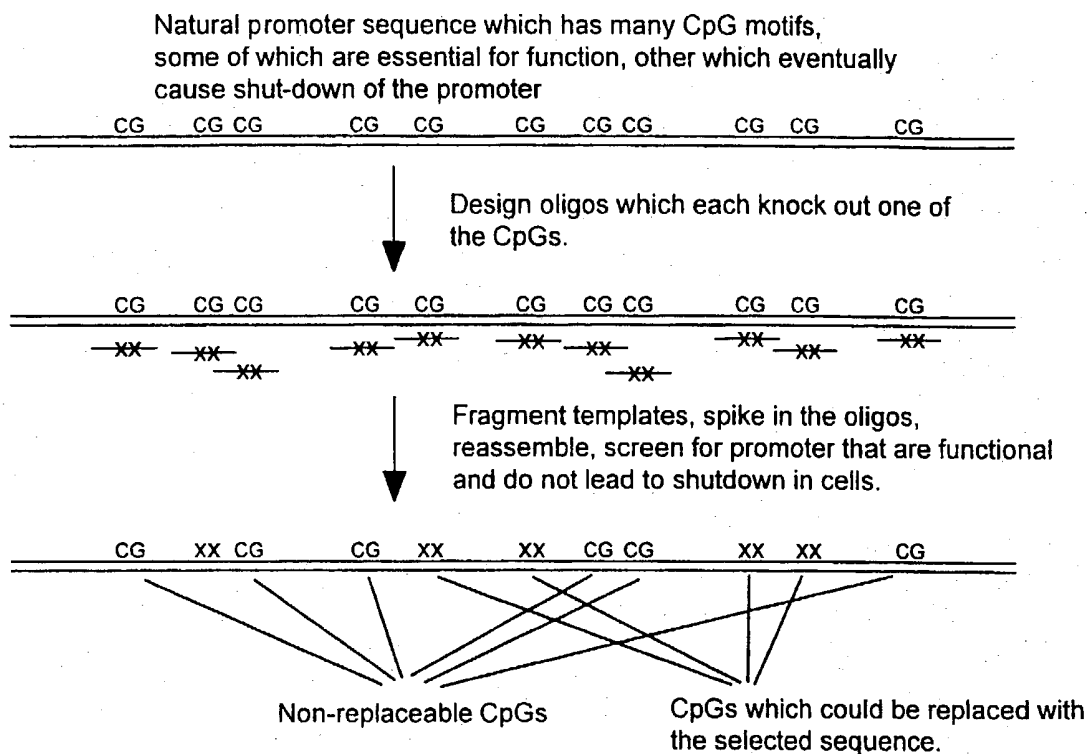 Natural promoter sequence which has many CpG motifs,
some of which are essential for function, other which eventually
cause shut-down of the promoter
CG CG CG CG CG CG CG CG CG CG CG
Design oligos which each knock out one of
the CpGs.
CG CG CG CG CG CG CG CG CG CG CG
XX XX XX XX XX XX XX XX XX XX XX
Fragment templates, spike in the oligos,
reassemble, screen for promoter that are functional
and do not lead to shutdown in cells.
CG XX CG CG XX XX CG CG XX XX CG
Non-replaceable CpGs
CpGs which could be replaced with
the selected sequence.